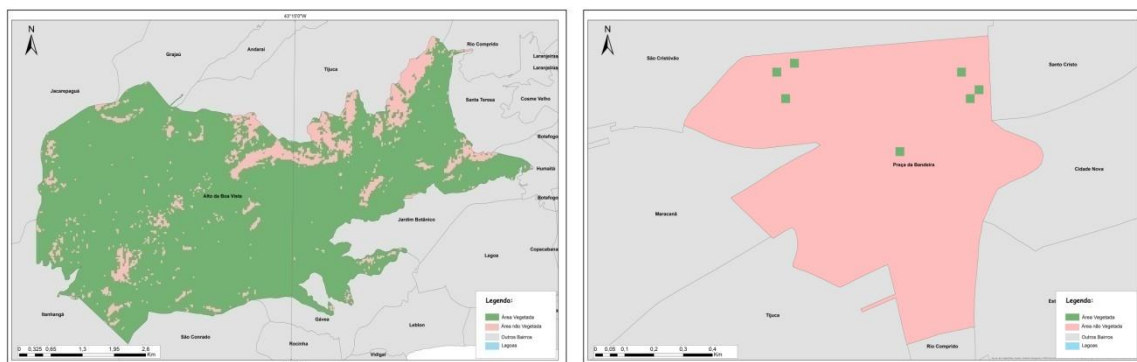 43°15'0"W
N
Grajaú
Andaraí
Tijuca
Rio Comprido
Laranjeiras
Laranjeiras
Jacarepaguá
Santa Teresa
Cosme Velho
Botafogo
Humaitá
Alto da Boa Vista
Botafogo
Jardim Botânico
Copacabana
Lagoa
Itanhangá
Gávea
São Conrado
Leblon
Rocinha
Vidigal
0 0,325 0,65 1,3 1,95 2,6
Km
Legenda:
Área Vegetada
Área não Vegetada
Outros Bairros
Lagoas
N
São Cristóvão
Santo Cristo
Praça da Bandeira
Cidade Nova
Maracanã
Tijuca
Rio Comprido
0 0,05 0,1 0,2 0,3 0,4
Km
Legenda:
Área Vegetada
Área não Vegetada
Outros Bairros
Lagoas